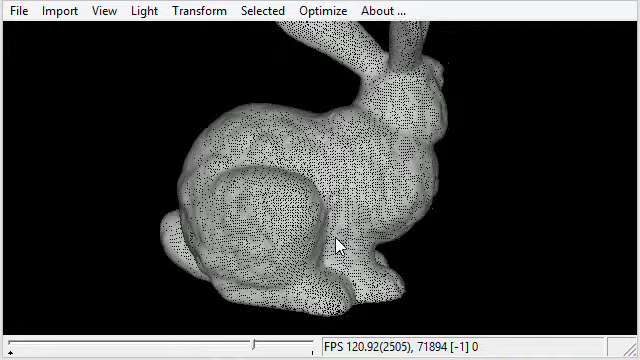 File Import View Light Transform Selected Optimize About ...
FPS 120.92(2505), 71894 [-1] 0